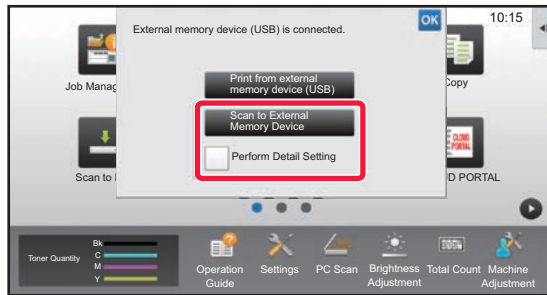 External memory device (USB) is connected.
OK
10:15
Print from external
memory device (USB)
Scan to External
Memory Device
Perform Detail Setting
Job Manag
Copy
Scan to
D PORTAL
CLOUD
PORTAL
Toner Quantity
Bk
C
M
Y
Operation
Guide
Settings
PC Scan
Brightness
Adjustment
Total Count
Machine
Adjustment